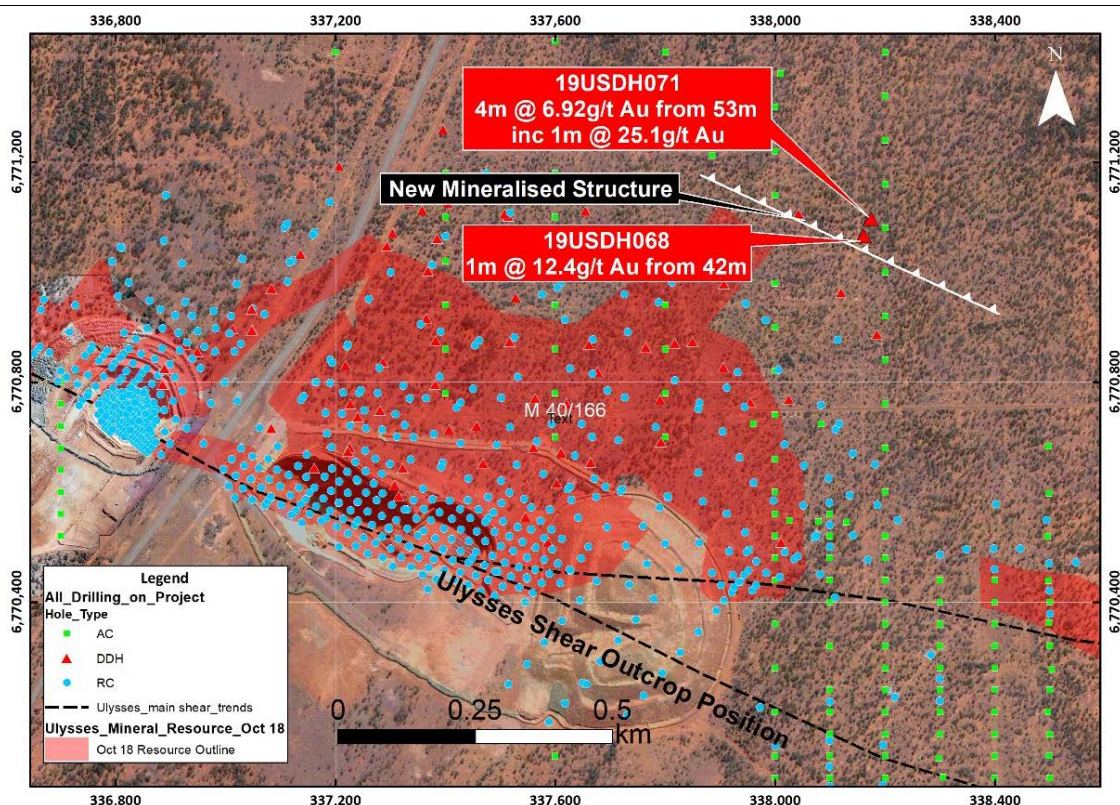 336,800
337,200
337,600
338,000
338,400
N
19USDH071
4m @ 6.92g/t Au from 53m
inc 1m @ 25.1g/t Au
6,771,200
6,771,200
New Mineralised Structure
19USDH068
1m @ 12.4g/t Au from 42m
6,770,800
6,770,800
M 40/166
Text
6,770,400
6,770,400
Ulysses Shear Outcrop Position
Legend
All_Drilling_on_Project
Hole_Type
AC
DDH
RC
Ulysses_main shear_trends
Ulysses_Mineral_Resource_Oct 18
Oct 18 Resource Outline
0
0.25
0.5
km
336,800
337,200
337,600
338,000
338,400